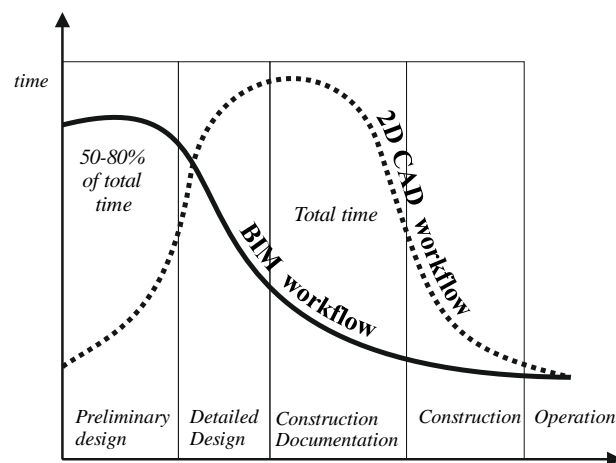 time
50-80%
of total
time
Total time
2D CAD workflow
BIM workflow
Preliminary
design
Detailed
Design
Construction
Documentation
Construction
Operation